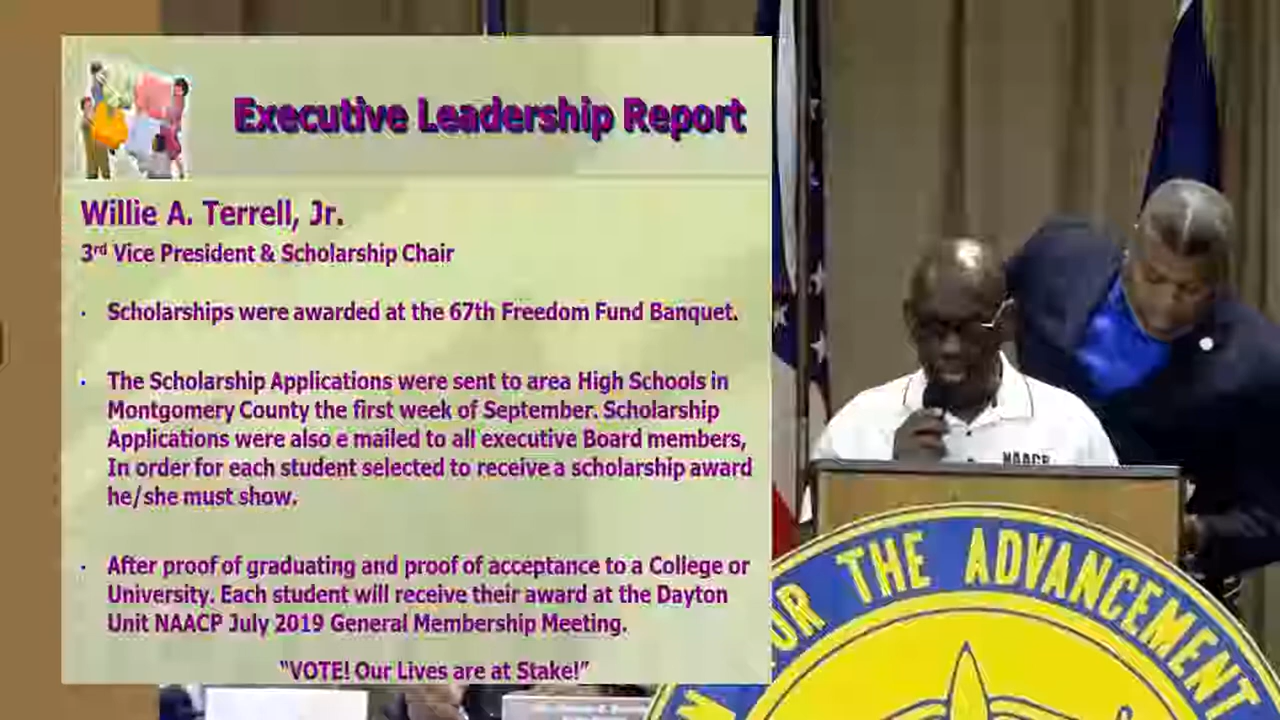 Executive Leadership Report
Willie A. Terrell, Jr.
3rd Vice President & Scholarship Chair
· Scholarships were awarded at the 67th Freedom Fund Banquet.
· The Scholarship Applications were sent to area High Schools in
Montgomery County the first week of September. Scholarship
Applications were also e mailed to all executive Board members,
In order for each student selected to receive a scholarship award
he/she must show.
· After proof of graduating and proof of acceptance to a College or
University. Each student will receive their award at the Dayton
Unit NAACP July 2019 General Membership Meeting.
"VOTE! Our Lives are at Stake!"
NAACP
THE ADVANCEMENT